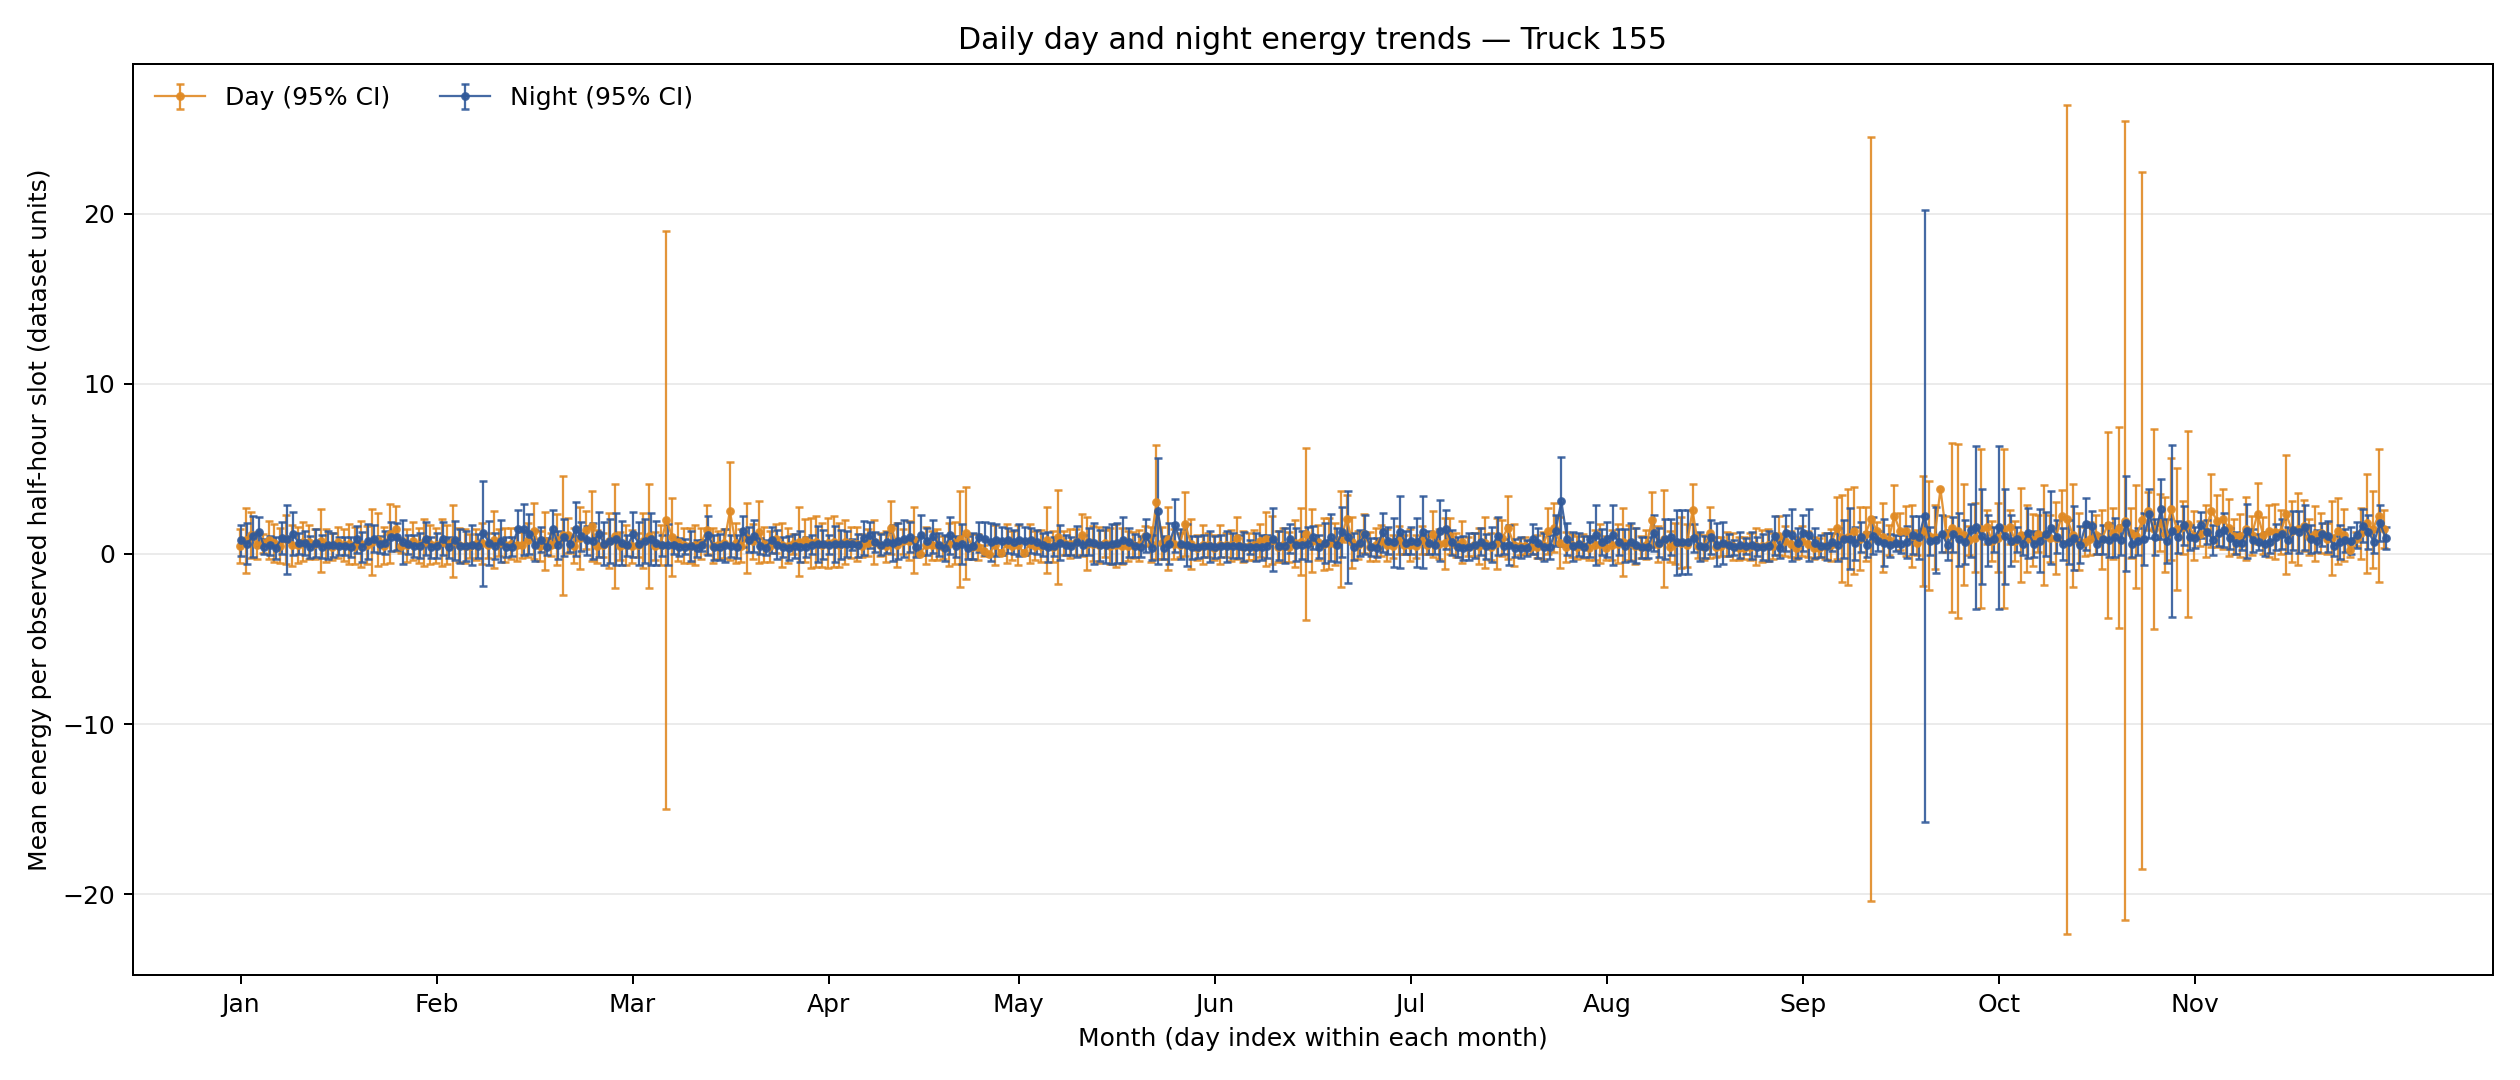 Daily day and night energy trends — Truck 155
Day (95% CI)
Night (95% CI)
Mean energy per observed half-hour slot (dataset units)
20
10
0
−10
−20
Jan
Feb
Mar
Apr
May
Jun
Jul
Aug
Sep
Oct
Nov
Month (day index within each month)